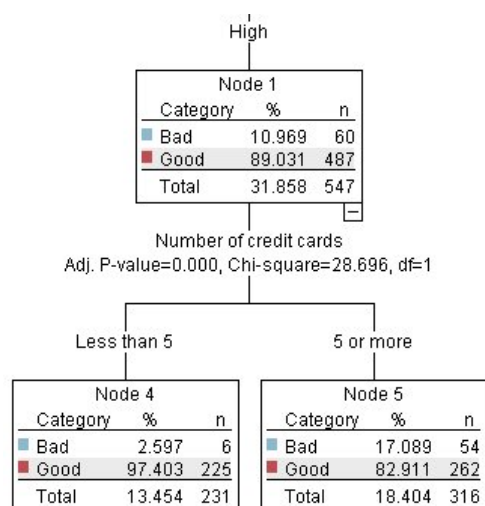 High
Node 1
Category % n
Bad 10.969 60
Good 89.031 487
Total 31.858 547
Number of credit cards
Adj. P-value=0.000, Chi-square=28.696, df=1
Less than 5
5 or more
Node 4
Category % n
Bad 2.597 6
Good 97.403 225
Total 13.454 231
Node 5
Category % n
Bad 17.089 54
Good 82.911 262
Total 18.404 316